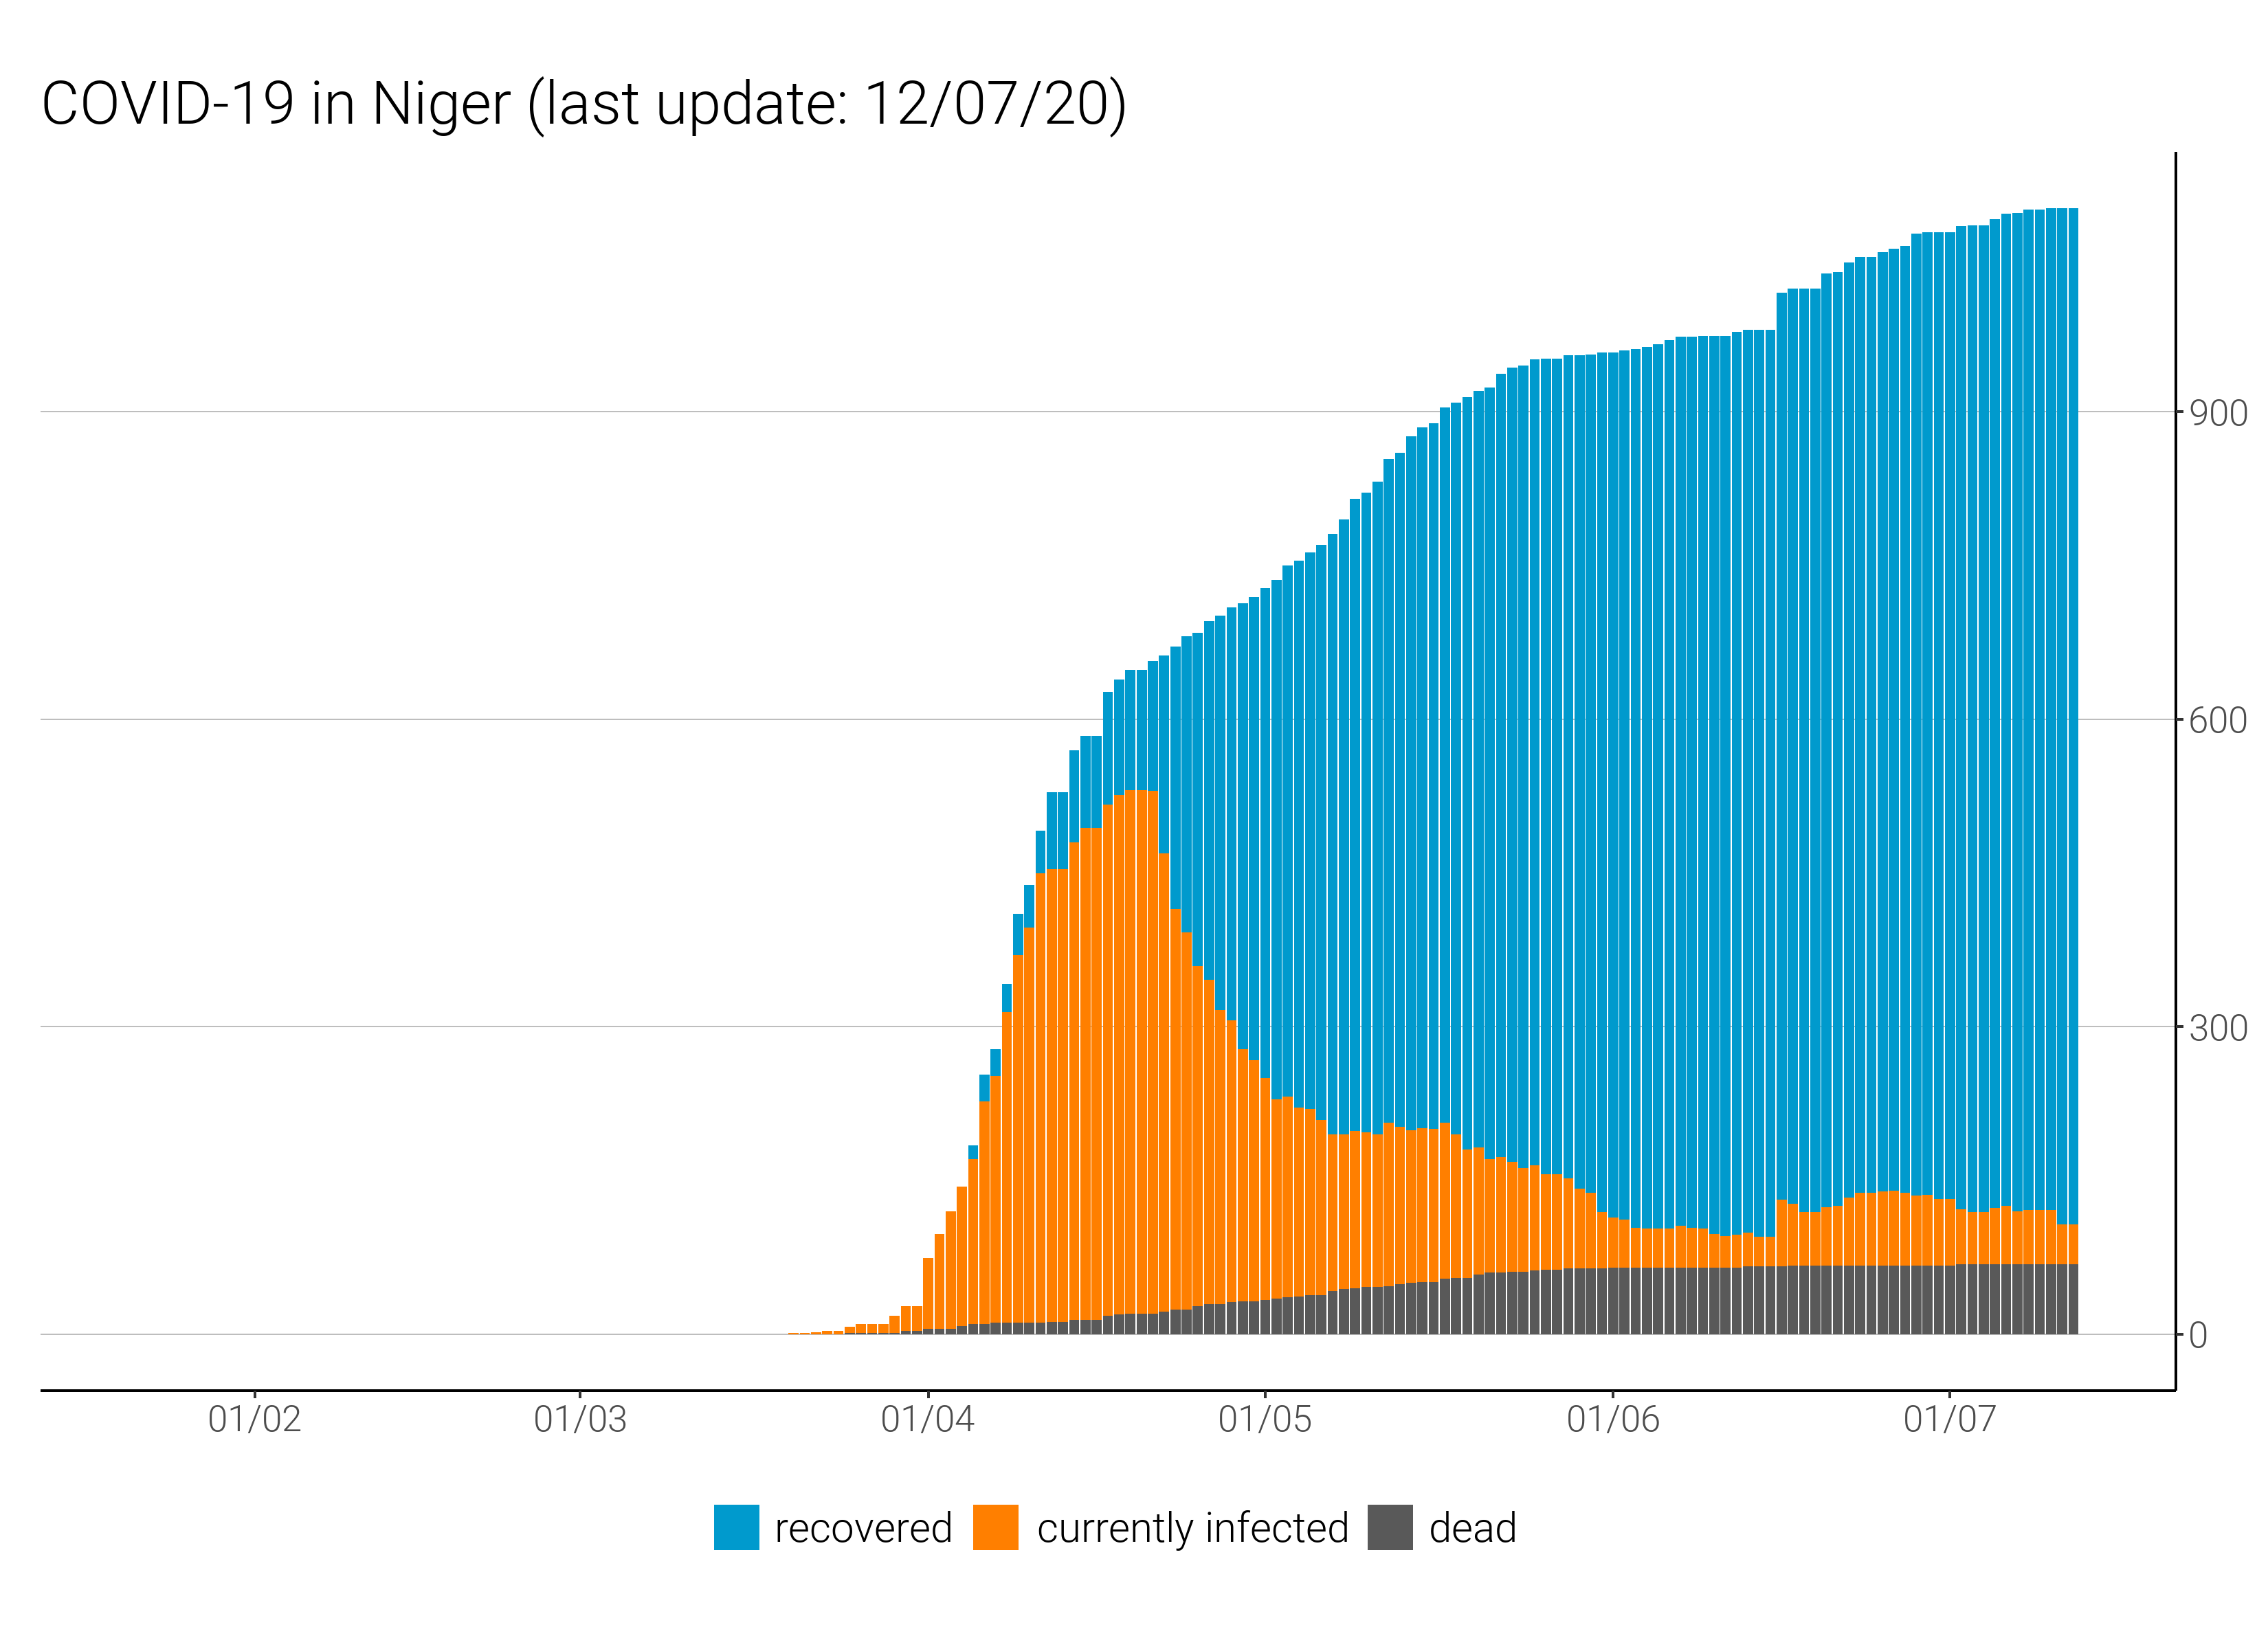 COVID-19 in Niger (last update: 12/07/20)
900
600
300
0
01/02 01/03 01/04 01/05 01/06 01/07
recovered currently infected dead